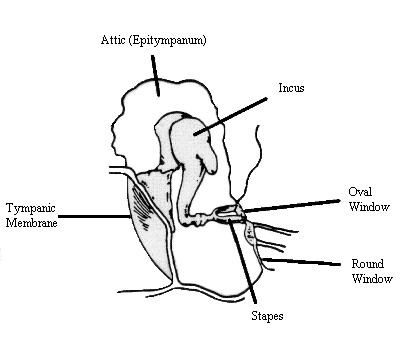 Attic (Epitympanum)
Incus
Oval
Window
Tympanic
Membrane
Round
Window
Stapes